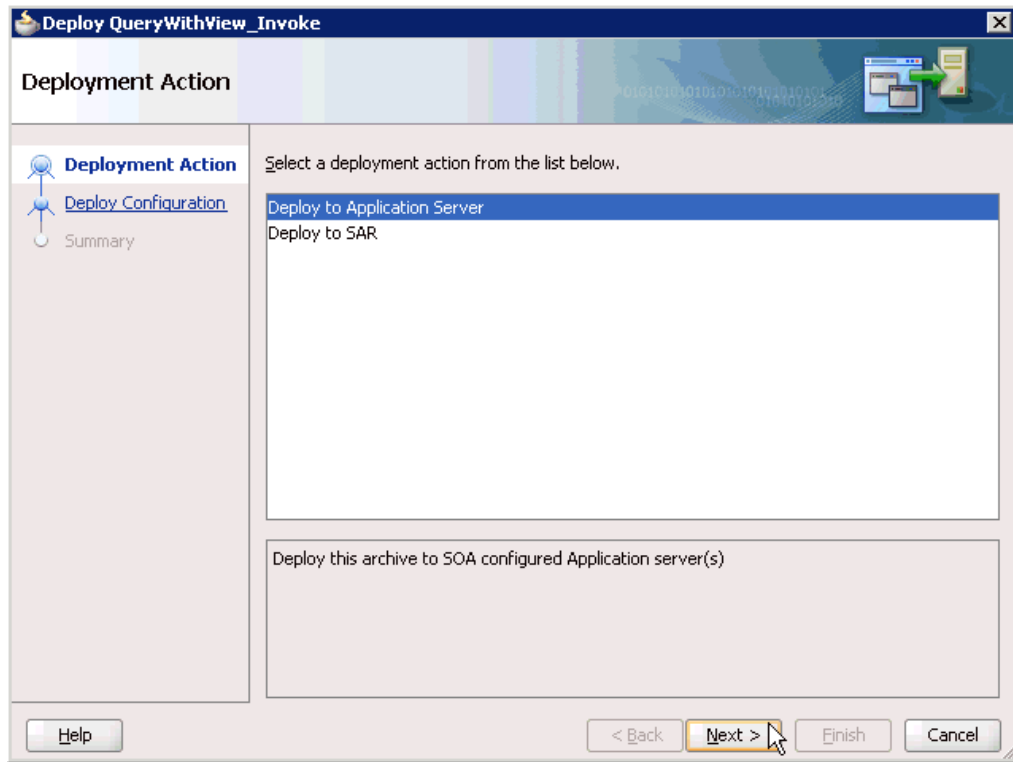 Deploy QueryWithView_Invoke
Deployment Action
Deployment Action
Deploy Configuration
Summary
Select a deployment action from the list below.
Deploy to Application Server
Deploy to SAR
Deploy this archive to SOA configured Application server(s)
Help
< Back
Next >
Finish
Cancel